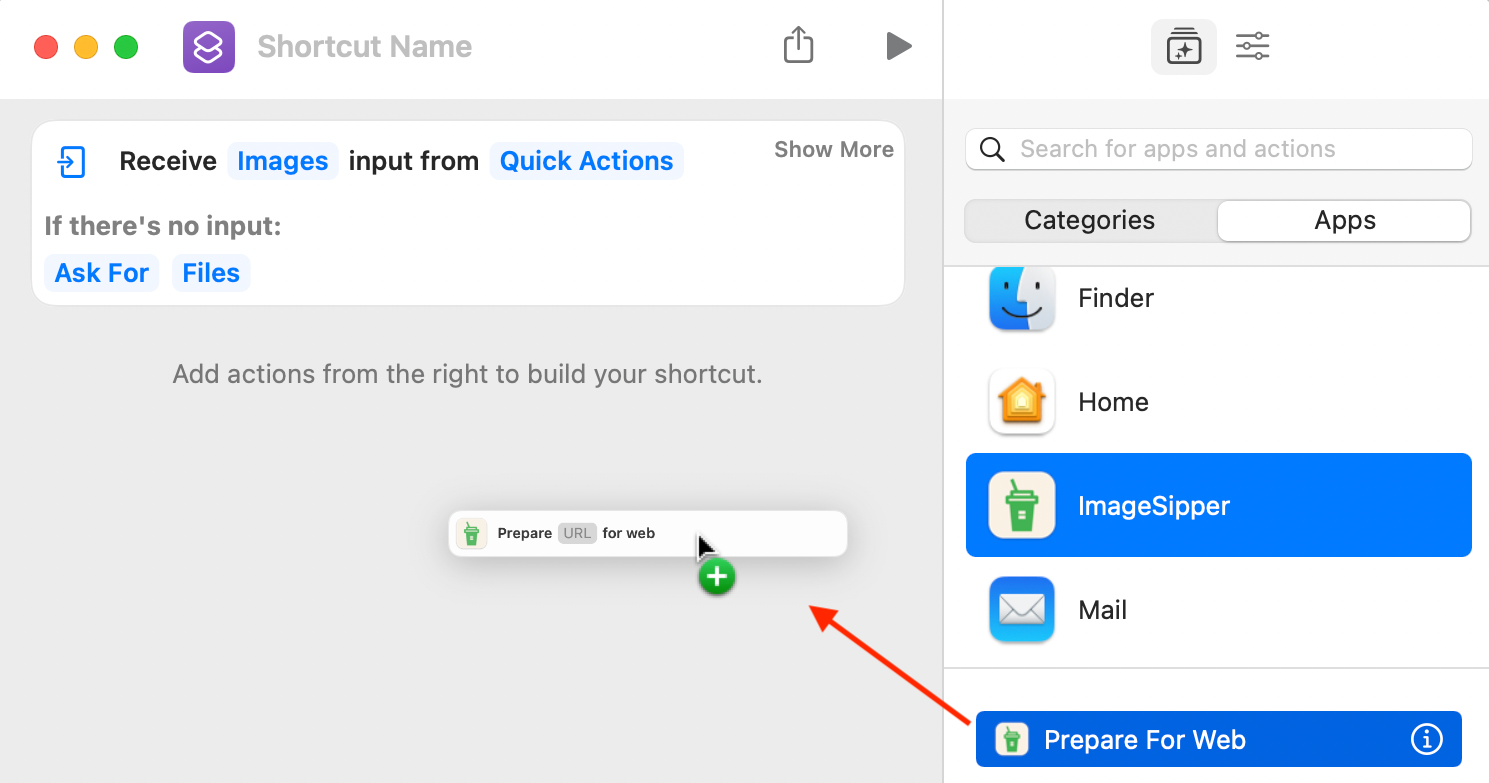 Shortcut Name
Receive Images input from Quick Actions
Show More
If there's no input:
Ask For Files
Add actions from the right to build your shortcut.
Prepare URL for web
Search for apps and actions
Categories
Apps
Finder
Home
ImageSipper
Mail
Prepare For Web